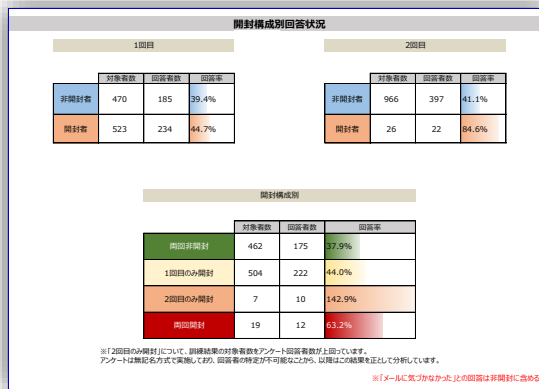 開封構成別回答状況
1回目 2回目
対象者数 回答者数 回答率 対象者数 回答者数 回答率
非開封者 470 185 39.4% 非開封者 966 397 41.1%
開封者 523 234 44.7% 開封者 26 22 84.6%
開封構成別
対象者数 回答者数 回答率
両回非開封 462 175 37.9%
1回目のみ開封 504 222 44.0%
2回目のみ開封 7 10 142.9%
両回開封 19 12 63.2%
※「2回目のみ開封」について、訓練結果の対象者数をアンケート回答者数が上回っています。
アンケートは無記名方式で実施しており、回答者の特定が不可能なことから、以降はこの結果を正として分析しています。
※「メールに気づかなかった」との回答は非開封に含める